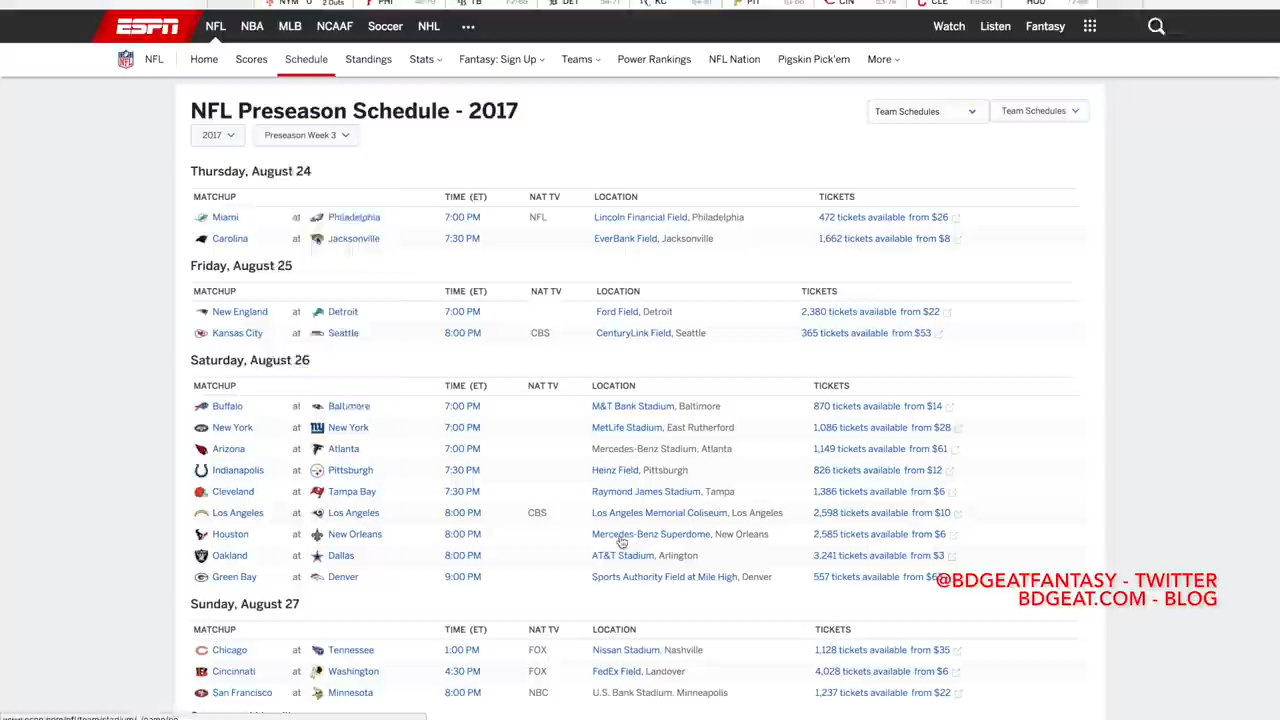 NYM 0 2 Outs PHI TB DET KC PIT CIN CLE HOU
ESPN NFL NBA MLB NCAAF Soccer NHL ••• Watch Listen Fantasy
NFL Home Scores Schedule Standings Stats Fantasy: Sign Up Teams Power Rankings NFL Nation Pigskin Pick'em More
NFL Preseason Schedule - 2017
Team Schedules Team Schedules
2017 Preseason Week 3
Thursday, August 24
MATCHUP TIME (ET) NAT TV LOCATION TICKETS
Miami at Philadelphia 7:00 PM NFL Lincoln Financial Field, Philadelphia 472 tickets available from $26
Carolina at Jacksonville 7:30 PM EverBank Field, Jacksonville 1,662 tickets available from $8
Friday, August 25
MATCHUP TIME (ET) NAT TV LOCATION TICKETS
New England at Detroit 7:00 PM Ford Field, Detroit 2,380 tickets available from $22
Kansas City at Seattle 8:00 PM CBS CenturyLink Field, Seattle 365 tickets available from $53
Saturday, August 26
MATCHUP TIME (ET) NAT TV LOCATION TICKETS
Buffalo at Baltimore 7:00 PM M&T Bank Stadium, Baltimore 870 tickets available from $14
New York at New York 7:00 PM MetLife Stadium, East Rutherford 1,086 tickets available from $28
Arizona at Atlanta 7:00 PM Mercedes-Benz Stadium, Atlanta 1,149 tickets available from $61
Indianapolis at Pittsburgh 7:30 PM Heinz Field, Pittsburgh 826 tickets available from $12
Cleveland at Tampa Bay 7:30 PM Raymond James Stadium, Tampa 1,386 tickets available from $6
Los Angeles at Los Angeles 8:00 PM CBS Los Angeles Memorial Coliseum, Los Angeles 2,598 tickets available from $10
Houston at New Orleans 8:00 PM Mercedes-Benz Superdome, New Orleans 2,585 tickets available from $6
Oakland at Dallas 8:00 PM AT&T Stadium, Arlington 3,241 tickets available from $3
Green Bay at Denver 9:00 PM Sports Authority Field at Mile High, Denver 557 tickets available from
@BDGEATFANTASY - TWITTER
BDGEAT.COM - BLOG
Sunday, August 27
MATCHUP TIME (ET) NAT TV LOCATION TICKETS
Chicago at Tennessee 1:00 PM FOX Nissan Stadium, Nashville 1,128 tickets available from $35
Cincinnati at Washington 4:30 PM FOX FedEx Field, Landover 4,028 tickets available from $6
San Francisco at Minnesota 8:00 PM NBC U.S. Bank Stadium, Minneapolis 1,237 tickets available from $22